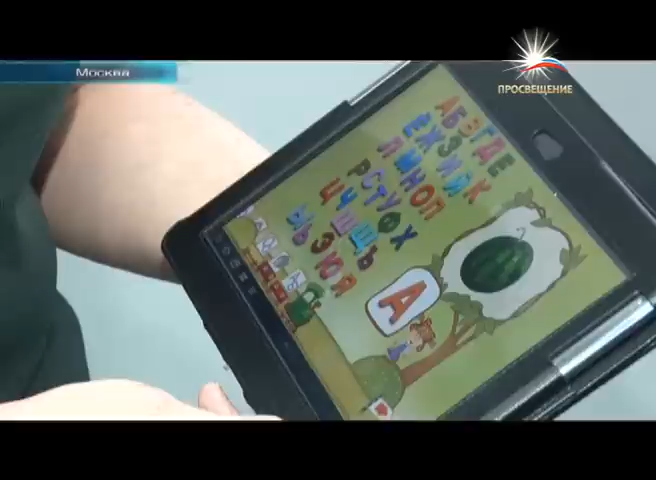 Москва
ПРОСВЕЩЕНИЕ
АБВГДЕ
ЁЖЗИЙК
ЛМНОП
РСТУФХ
ЦЧШЩЪ
ЫЬЭЮЯ
А